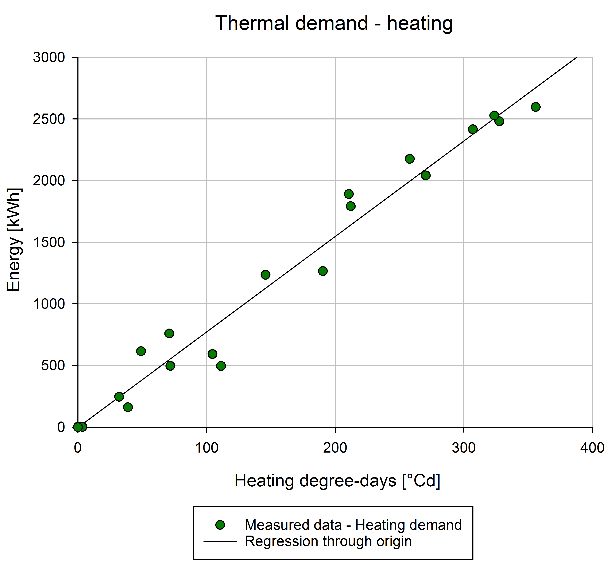 Thermal demand - heating
3000
2500
2000
1500
1000
500
0
Energy [kWh]
0 100 200 300 400
Heating degree-days [°Cd]
Measured data - Heating demand
Regression through origin